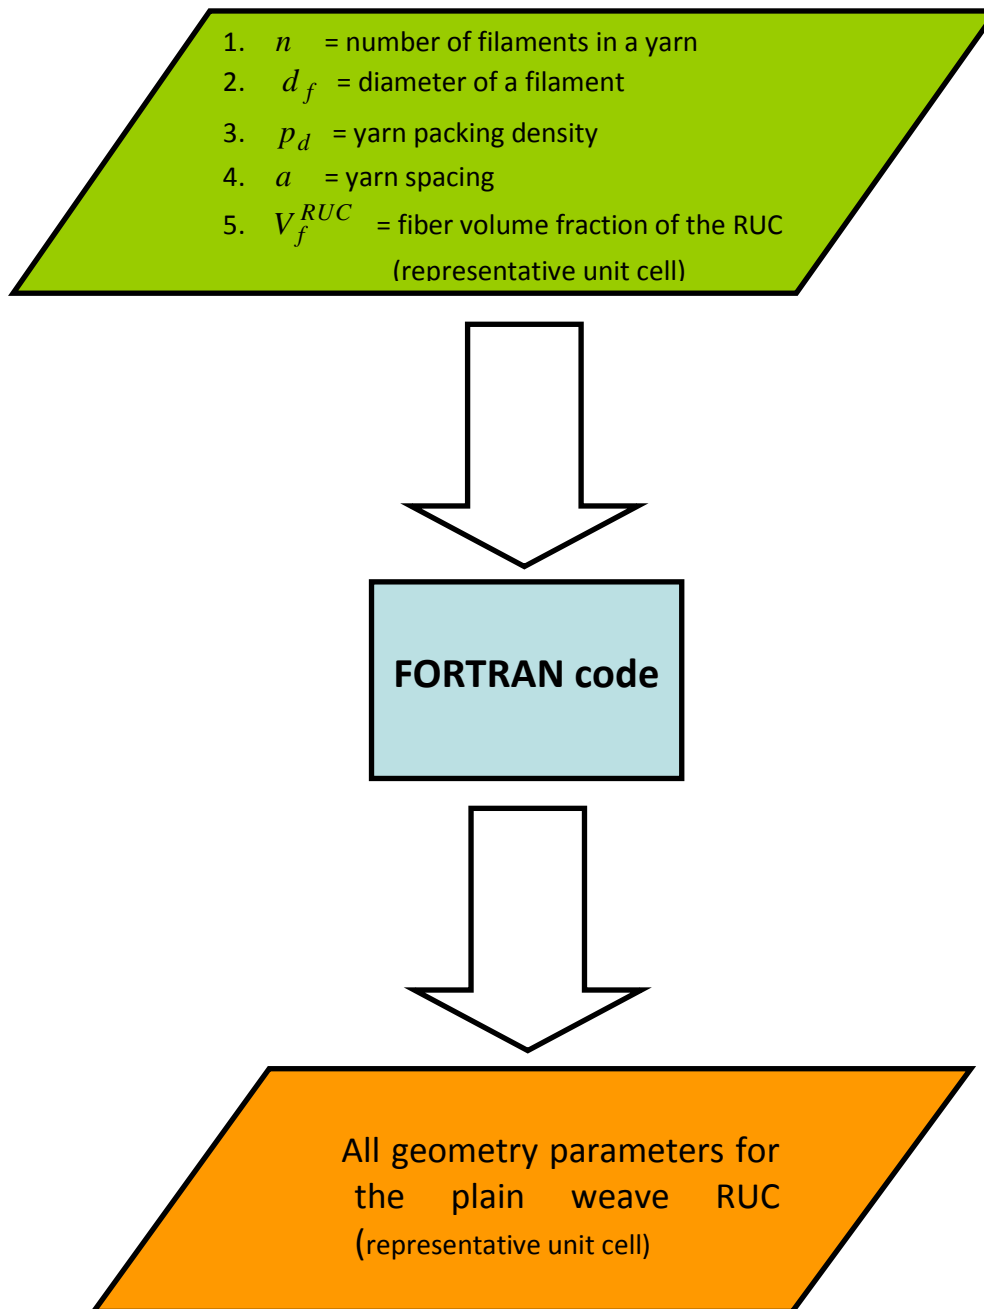 1. n = number of filaments in a yarn
2. d_f = diameter of a filament
3. p_d = yarn packing density
4. a = yarn spacing
5. V_f^{RUC} = fiber volume fraction of the RUC
(representative unit cell)
FORTRAN code
All geometry parameters for
the plain weave RUC
(representative unit cell)